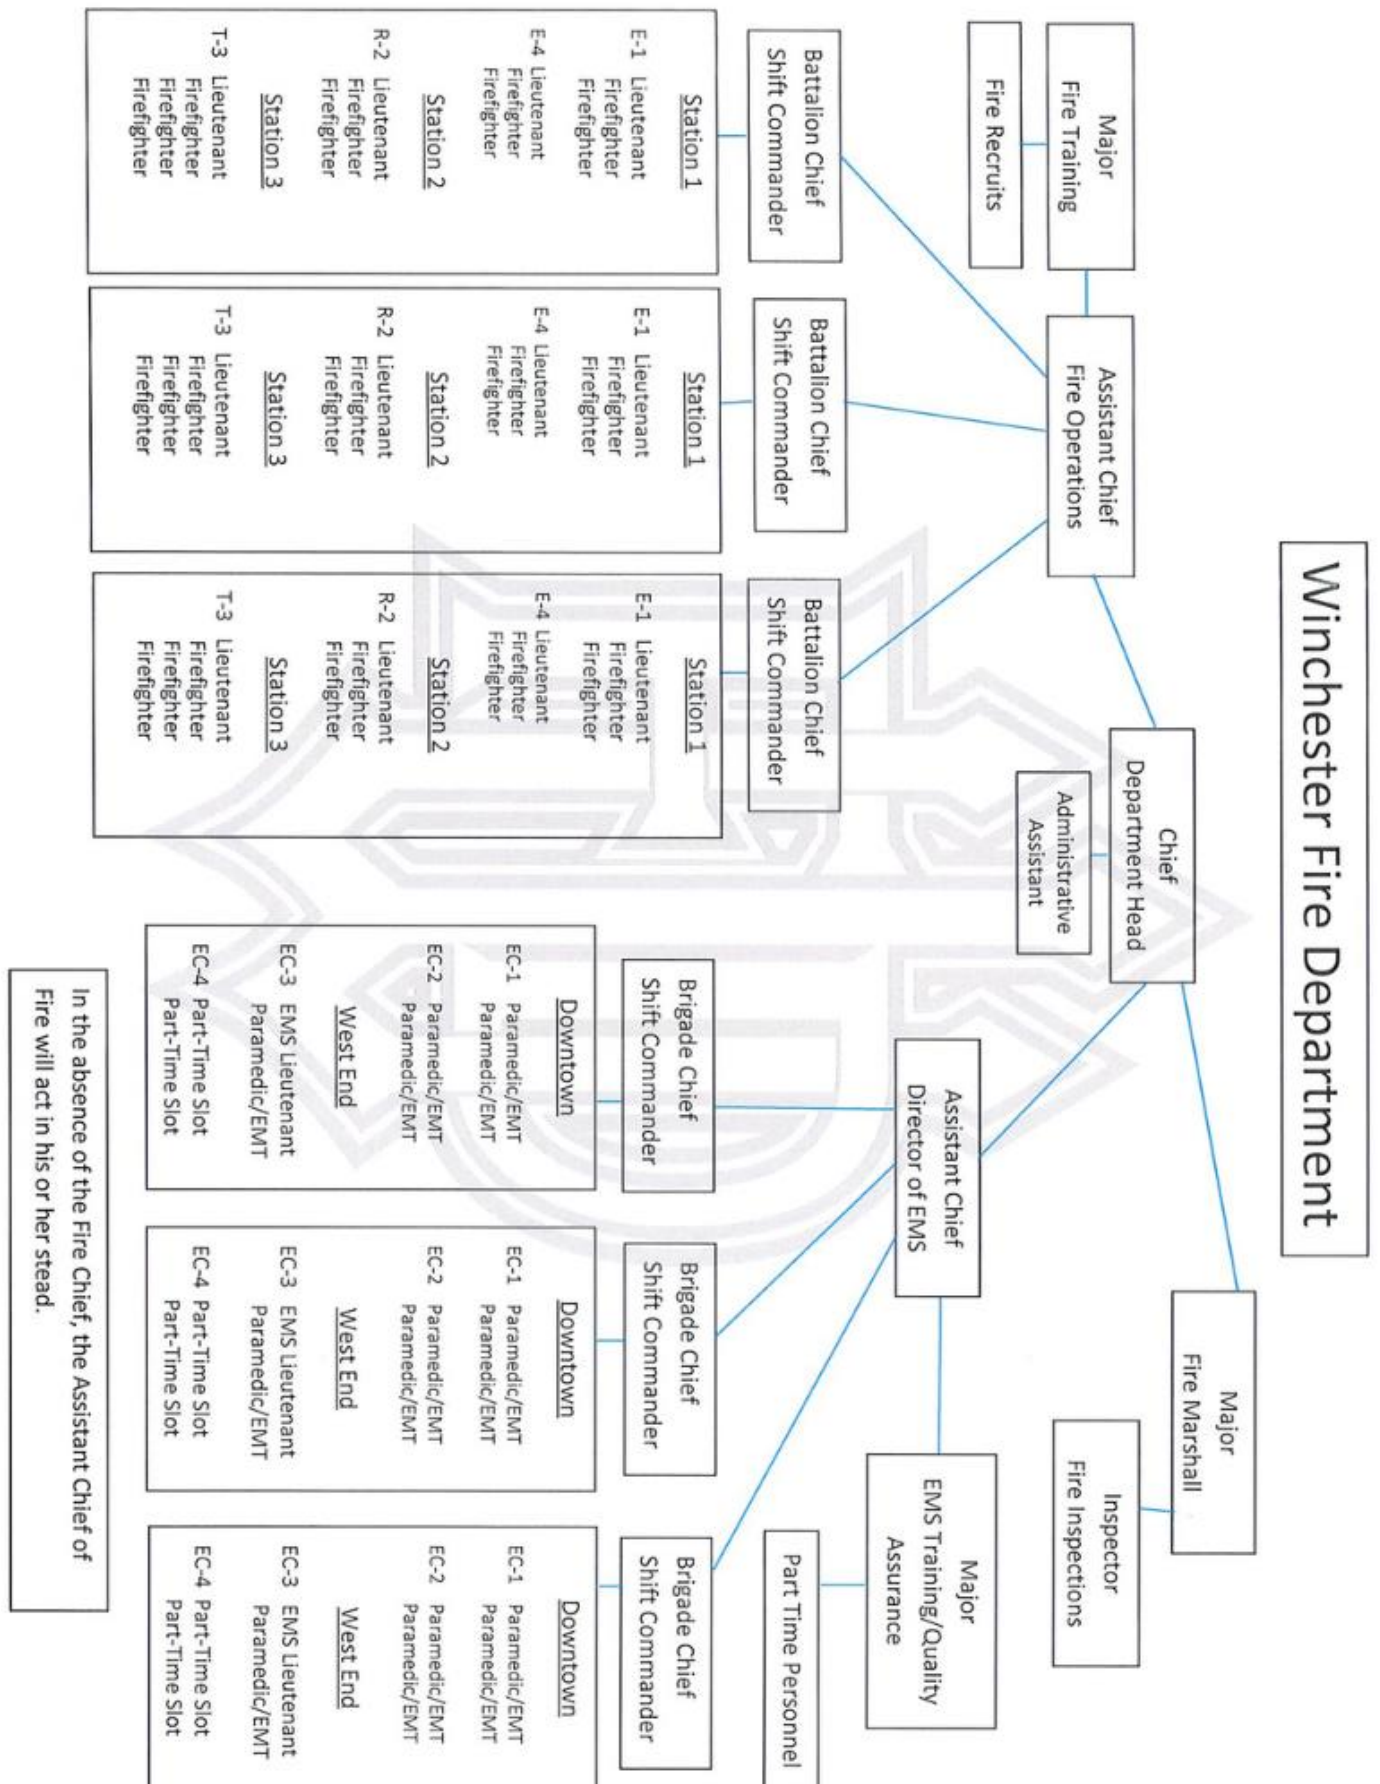 Winchester Fire Department
Chief
Department Head
Administrative
Assistant
Major
Fire Marshall
Inspector
Fire Inspections
Assistant Chief
Fire Operations
Major
Fire Training
Fire Recruits
Battalion Chief
Shift Commander
Station 1
E-1 Lieutenant
Firefighter
Firefighter
E-4 Lieutenant
Firefighter
Firefighter
Station 2
R-2 Lieutenant
Firefighter
Firefighter
Station 3
T-3 Lieutenant
Firefighter
Firefighter
Firefighter
Battalion Chief
Shift Commander
Station 1
E-1 Lieutenant
Firefighter
Firefighter
E-4 Lieutenant
Firefighter
Firefighter
Station 2
R-2 Lieutenant
Firefighter
Firefighter
Station 3
T-3 Lieutenant
Firefighter
Firefighter
Firefighter
Battalion Chief
Shift Commander
Station 1
E-1 Lieutenant
Firefighter
Firefighter
E-4 Lieutenant
Firefighter
Firefighter
Station 2
R-2 Lieutenant
Firefighter
Firefighter
Station 3
T-3 Lieutenant
Firefighter
Firefighter
Firefighter
Assistant Chief
Director of EMS
Major
EMS Training/Quality
Assurance
Part Time Personnel
Brigade Chief
Shift Commander
Downtown
EC-1 Paramedic/EMT
Paramedic/EMT
EC-2 Paramedic/EMT
Paramedic/EMT
West End
EC-3 EMS Lieutenant
Paramedic/EMT
EC-4 Part-Time Slot
Part-Time Slot
Brigade Chief
Shift Commander
Downtown
EC-1 Paramedic/EMT
Paramedic/EMT
EC-2 Paramedic/EMT
Paramedic/EMT
West End
EC-3 EMS Lieutenant
Paramedic/EMT
EC-4 Part-Time Slot
Part-Time Slot
Brigade Chief
Shift Commander
Downtown
EC-1 Paramedic/EMT
Paramedic/EMT
EC-2 Paramedic/EMT
Paramedic/EMT
West End
EC-3 EMS Lieutenant
Paramedic/EMT
EC-4 Part-Time Slot
Part-Time Slot
In the absence of the Fire Chief, the Assistant Chief of
Fire will act in his or her stead.